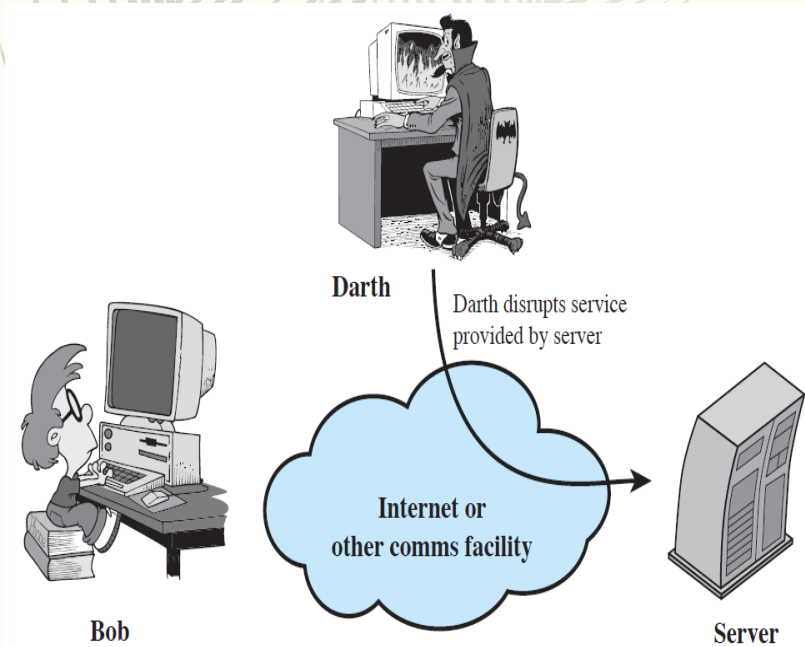 Darth
Darth disrupts service
provided by server
Internet or
other comms facility
Bob
Server